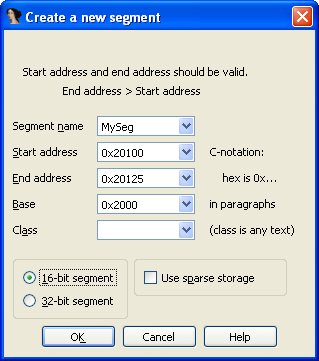 Create a new segment
Start address and end address should be valid.
End address > Start address
Segment name MySeg
Start address 0x20100 C-notation:
End address 0x20125 hex is 0x...
Base 0x2000 in paragraphs
Class (class is any text)
16-bit segment Use sparse storage
32-bit segment
OK Cancel Help